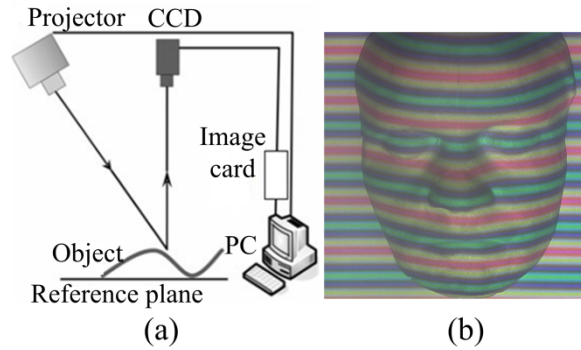 Projector
CCD
Image
card
Object
PC
Reference plane
(a)
(b)